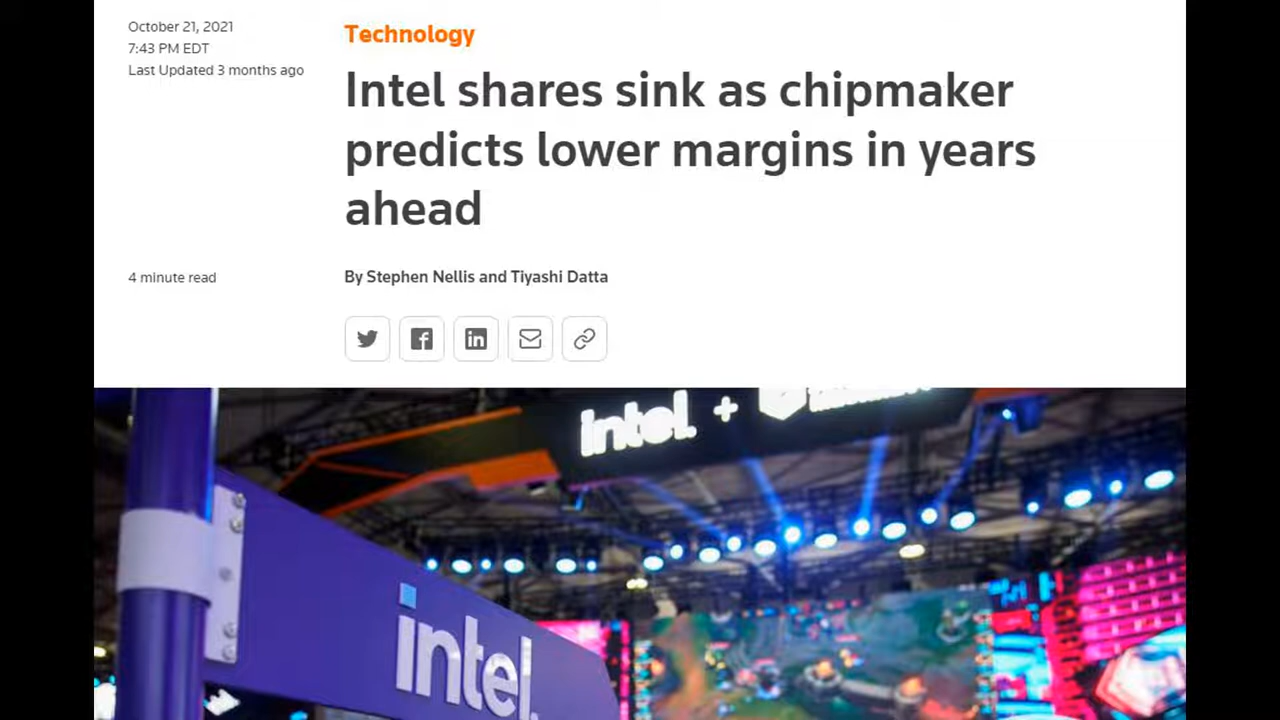 October 21, 2021
7:43 PM EDT
Last Updated 3 months ago
Technology
Intel shares sink as chipmaker
predicts lower margins in years
ahead
4 minute read
By Stephen Nellis and Tiyashi Datta
intel. +
intel.